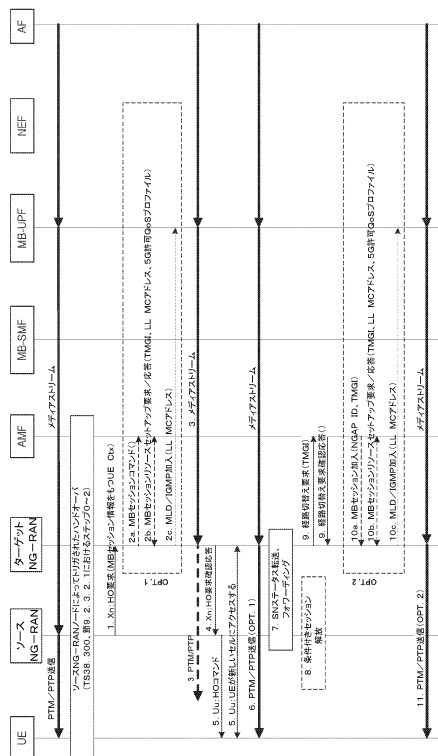 UE
ソース
NG-RAN
ターゲット
NG-RAN
AMF
MB-SMF
MB-UPF
NEF
AF
PTM/PTP送信
メディアストリーム
ソースNG-RANノードによってトリガされたハンドオーバ
(TS38.300、節9.2.3.2.1におけるステップ0~2)
1. Xn:HO要求(MBセッション情報をもつUE Ctx)
2a. MBセッションコマンド()
2b. MBセッションリソースセットアップ要求/応答(TMGI、LL MCアドレス、5G許可QoSプロファイル)
2c. MLD/IGMP加入(LL MCアドレス)
OPT. 1
3. メディアストリーム
3. PTM/PTP
4. Xn:HO要求確認応答
5. Uu:HOコマンド
5. Uu:UEが新しいセルにアクセスする
6. PTM/PTP送信(OPT. 1)
メディアストリーム
7. SNステータス転送、
フォワーディング
8. 条件付きセッション
解放
9. 経路切替え要求(TMGI)
9. 経路切替え要求確認応答()
10a. MBセッション加入(NGAP ID、TMGI)
10b. MBセッションリソースセットアップ要求/応答(TMGI、LL MCアドレス、5G許可QoSプロファイル)
10c. MLD/IGMP加入(LL MCアドレス)
OPT. 2
11. PTM/PTP送信(OPT. 2)
メディアストリーム